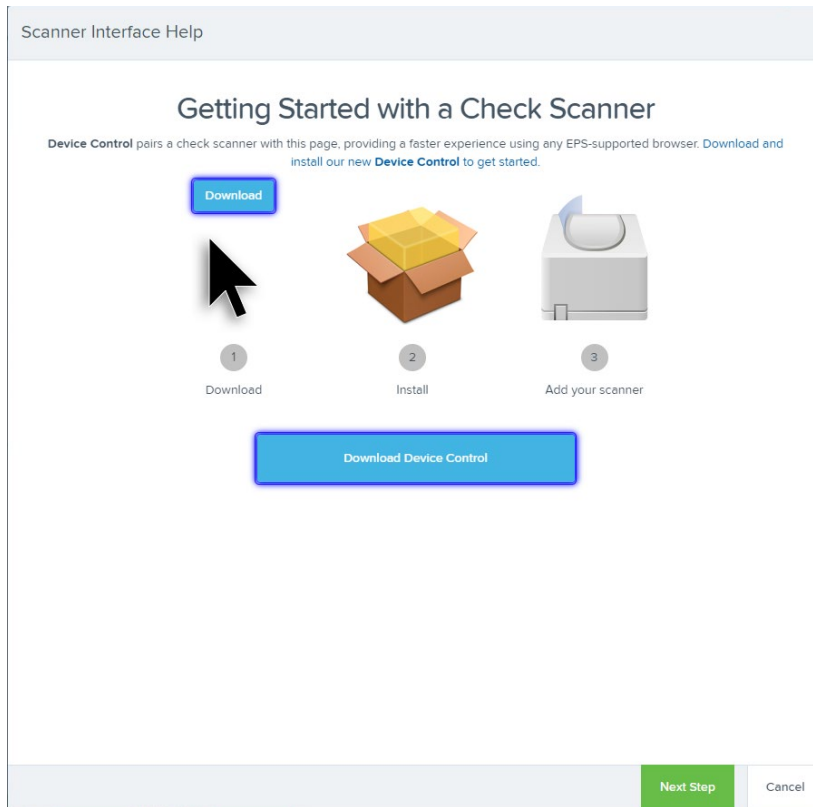 Scanner Interface Help
Getting Started with a Check Scanner
Device Control pairs a check scanner with this page, providing a faster experience using any EPS-supported browser. Download and
install our new Device Control to get started.
Download
1
2
3
Download
Install
Add your scanner
Download Device Control
Next Step
Cancel